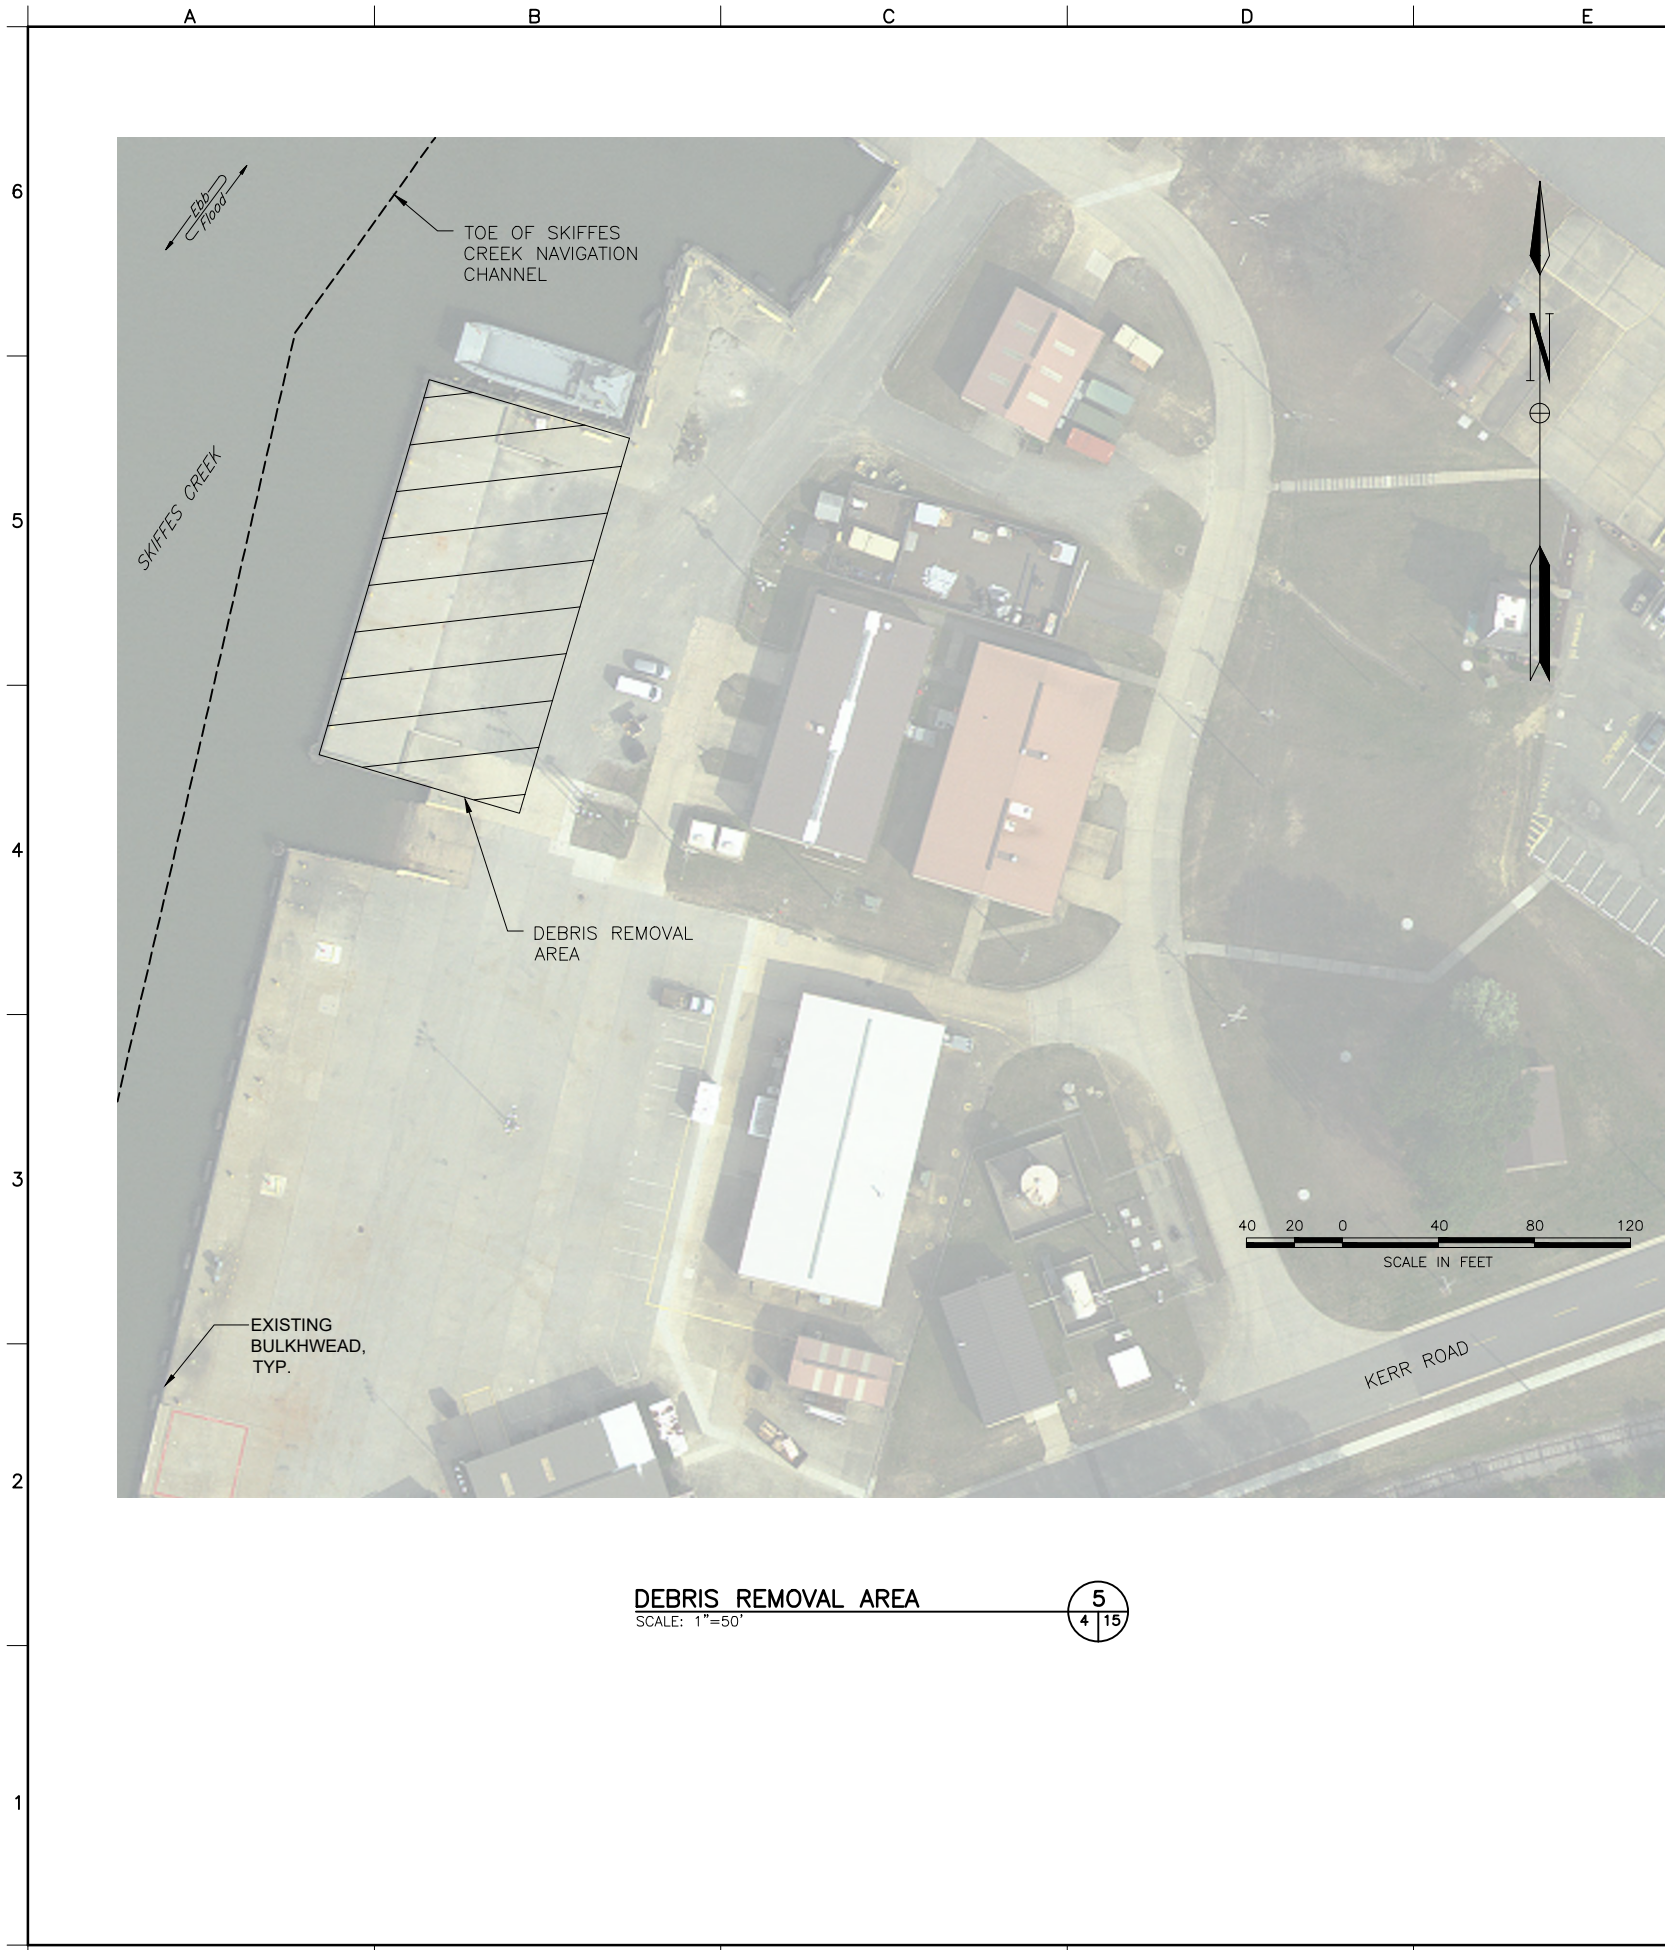 A B C D E
6
Ebb
Flood
TOE OF SKIFFES
CREEK NAVIGATION
CHANNEL
N
SKIFFES CREEK
5
4
DEBRIS REMOVAL
AREA
3
40 20 0 40 80 120
SCALE IN FEET
EXISTING
BULKHWEAD,
TYP.
KERR ROAD
2
DEBRIS REMOVAL AREA
SCALE: 1"=50'
5
4 15
1